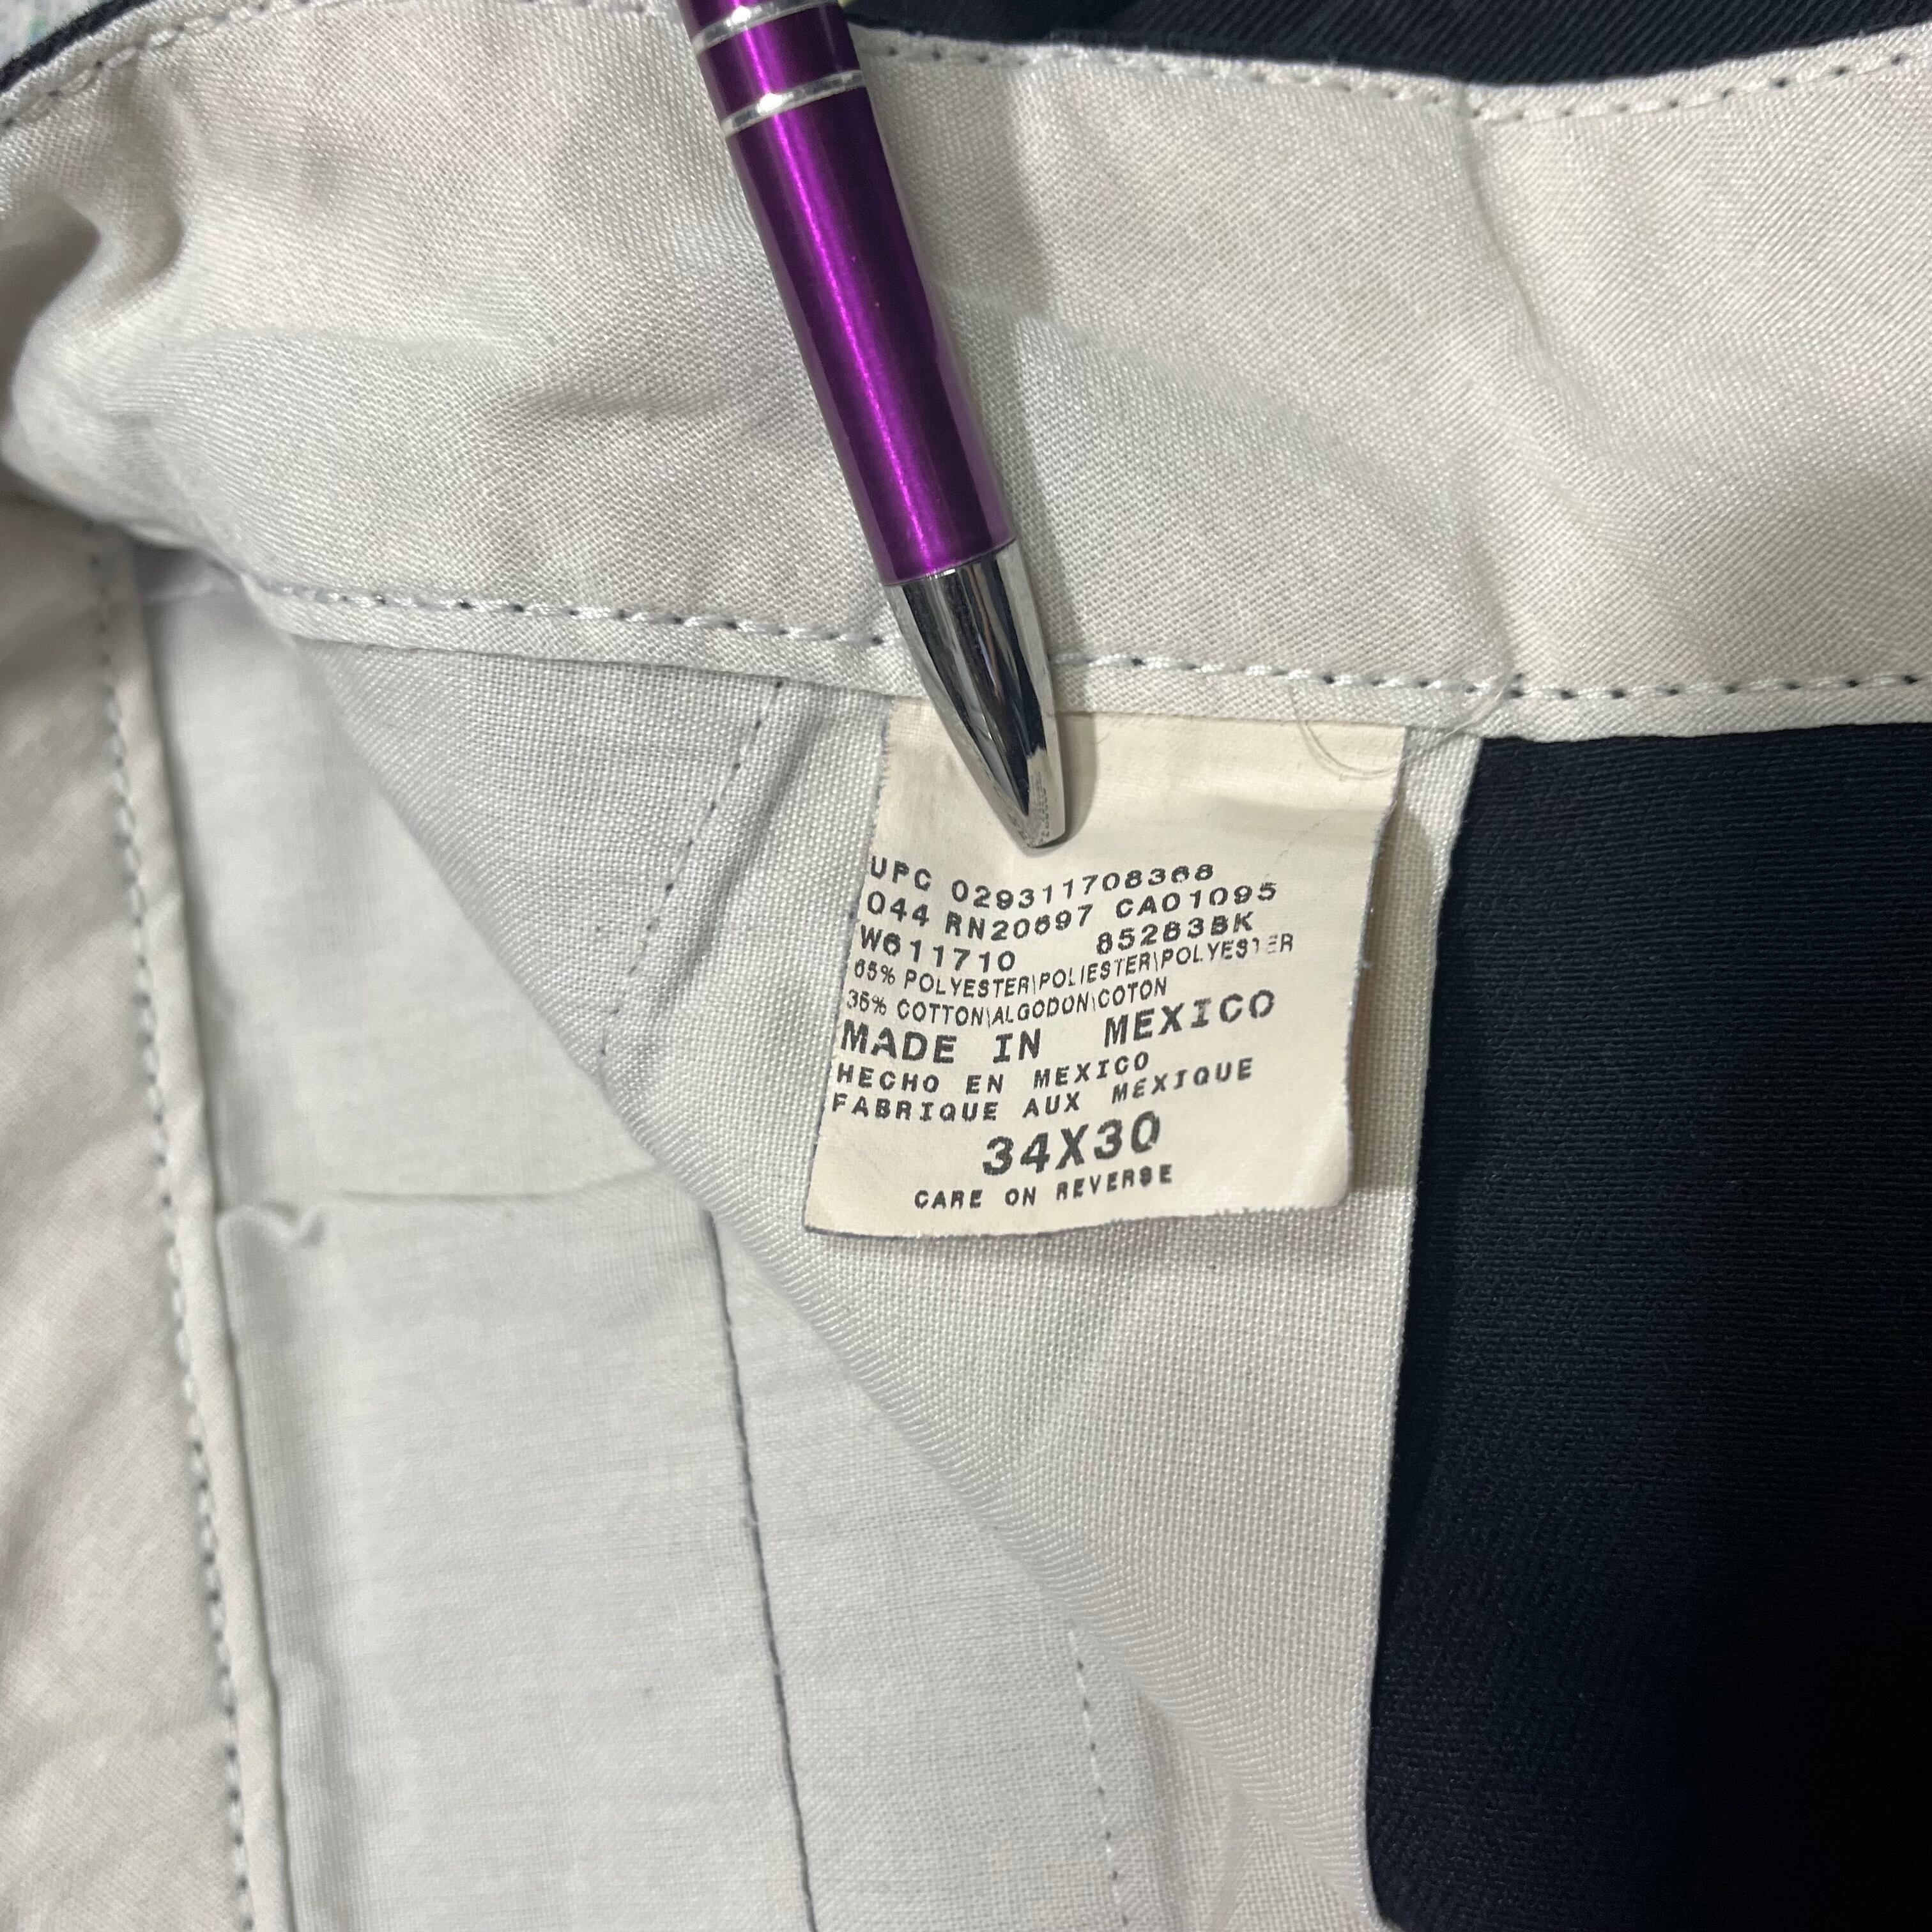 UPC 029311708368
044 RN20697 CA01095
W611710 85283BK
65% POLYESTER\POLIESTER\POLYESTER
35% COTTON\ALGODON\COTON
MADE IN MEXICO
HECHO EN MEXICO
FABRIQUE AUX MEXIQUE
34X30
CARE ON REVERSE